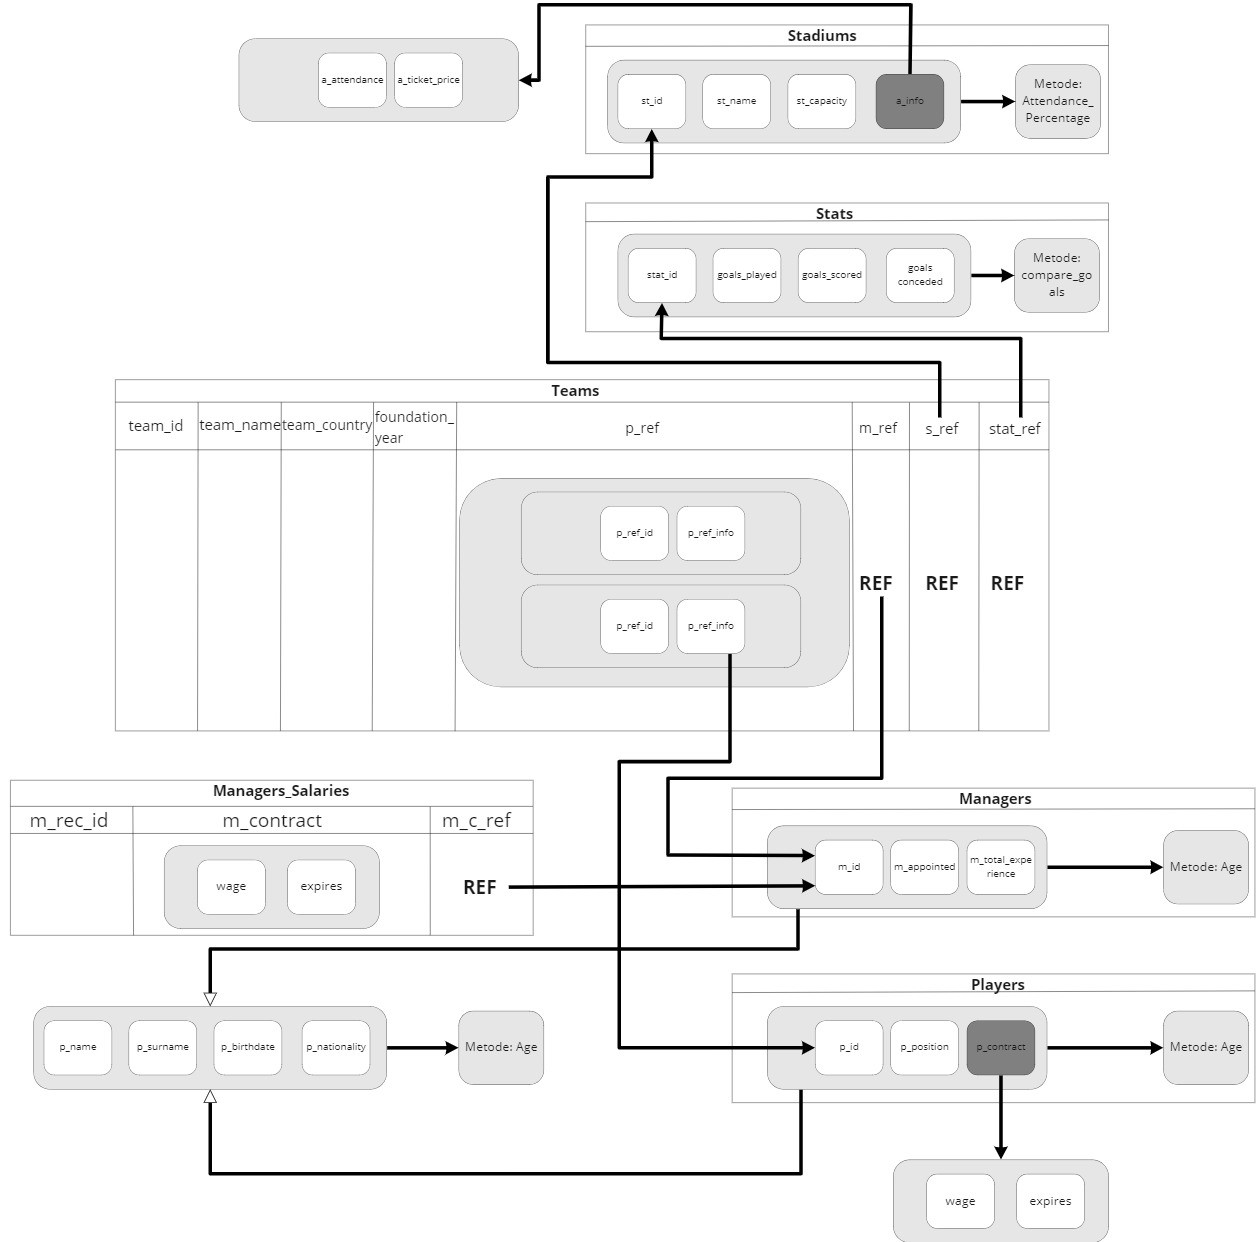 Stadiums
a_attendance
a_ticket_price
st_id
st_name
st_capacity
a_info
Metode:
Attendance_
Percentage
Stats
stat_id
goals_played
goals_scored
goals
conceded
Metode:
compare_go
als
Teams
team_id
team_name
team_country
foundation_
year
p_ref
m_ref
s_ref
stat_ref
p_ref_id
p_ref_info
REF
REF
REF
p_ref_id
p_ref_info
Managers_Salaries
m_rec_id
m_contract
m_c_ref
wage
expires
REF
Managers
m_id
m_appointed
m_total_expe
rience
Metode: Age
p_name
p_surname
p_birthdate
p_nationality
Metode: Age
Players
p_id
p_position
p_contract
Metode: Age
wage
expires